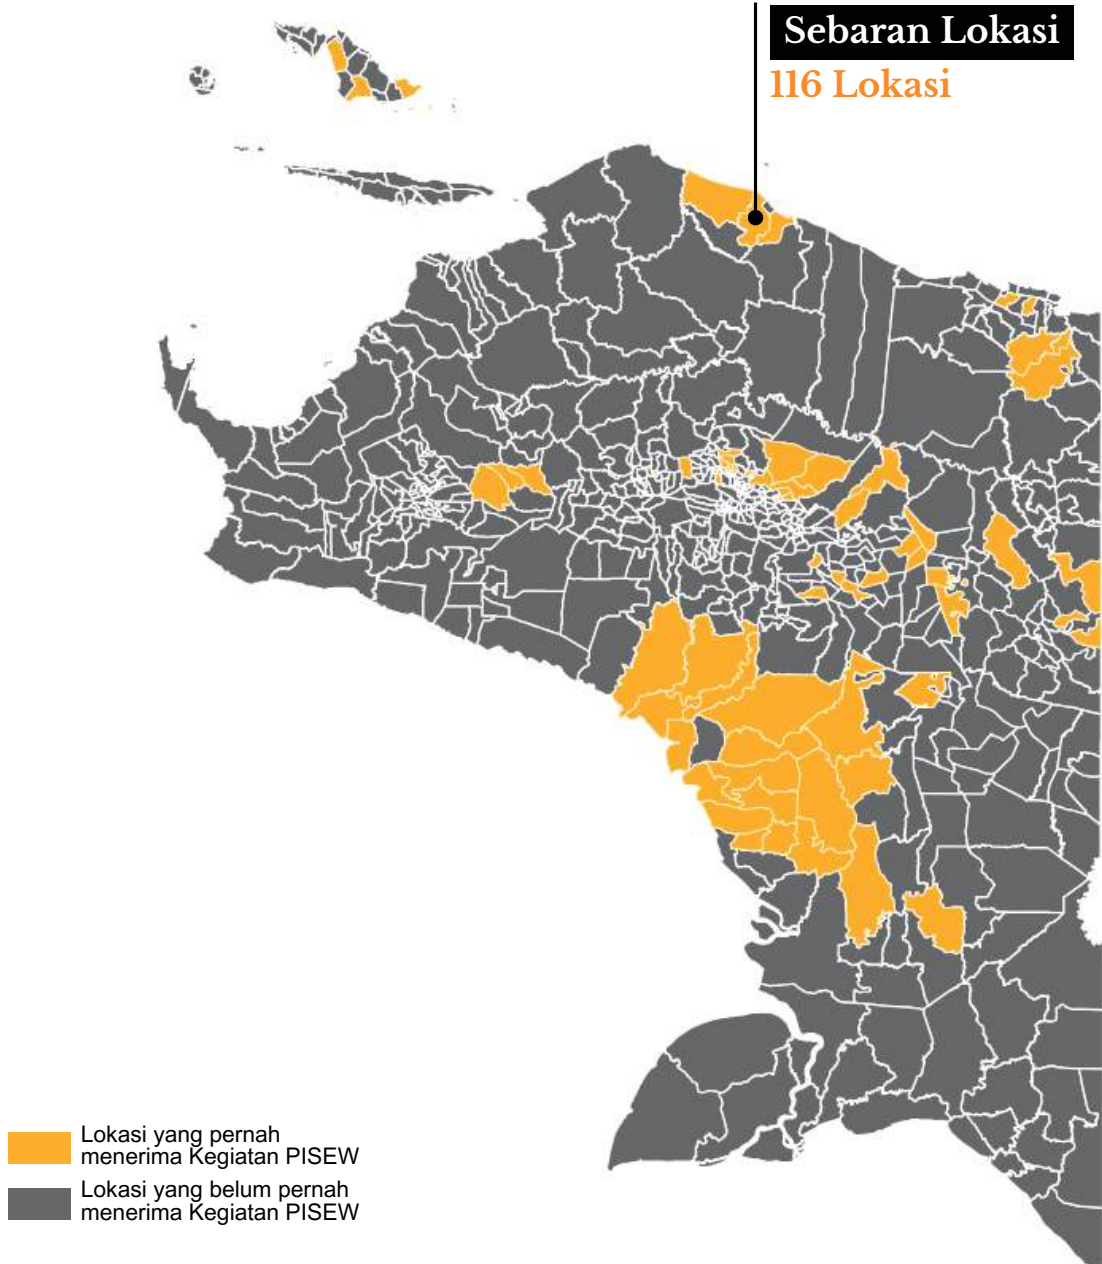 Sebaran Lokasi
116 Lokasi
Lokasi yang pernah
menerima Kegiatan PISEW
Lokasi yang belum pernah
menerima Kegiatan PISEW